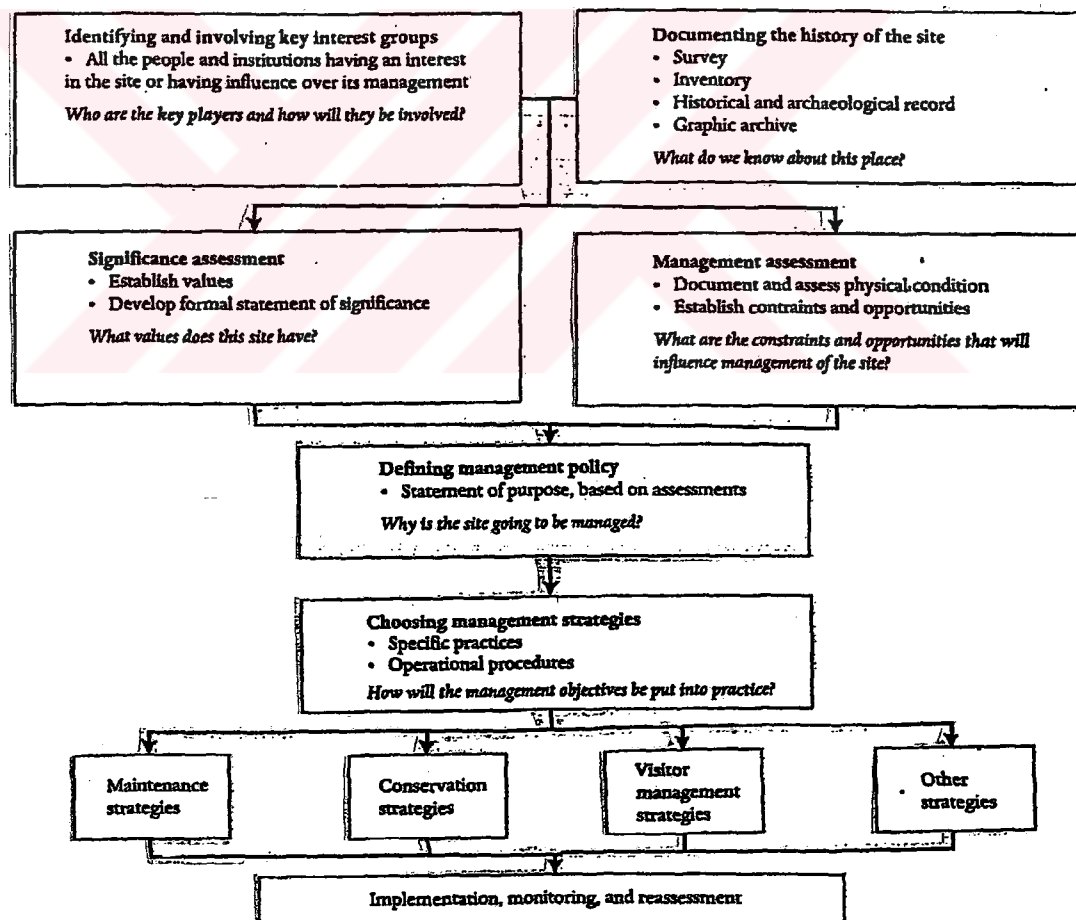 Identifying and involving key interest groups
• All the people and institutions having an interest
in the site or having influence over its management
Who are the key players and how will they be involved?
Documenting the history of the site
• Survey
• Inventory
• Historical and archaeological record
• Graphic archive
What do we know about this place?
Significance assessment
• Establish values
• Develop formal statement of significance
What values does this site have?
Management assessment
• Document and assess physical condition
• Establish contraints and opportunities
What are the constraints and opportunities that will
influence management of the site?
Defining management policy
• Statement of purpose, based on assessments
Why is the site going to be managed?
Choosing management strategies
• Specific practices
• Operational procedures
How will the management objectives be put into practice?
Maintenance
strategies
Conservation
strategies
Visitor
management
strategies
Other
strategies
Implementation, monitoring, and reassessment